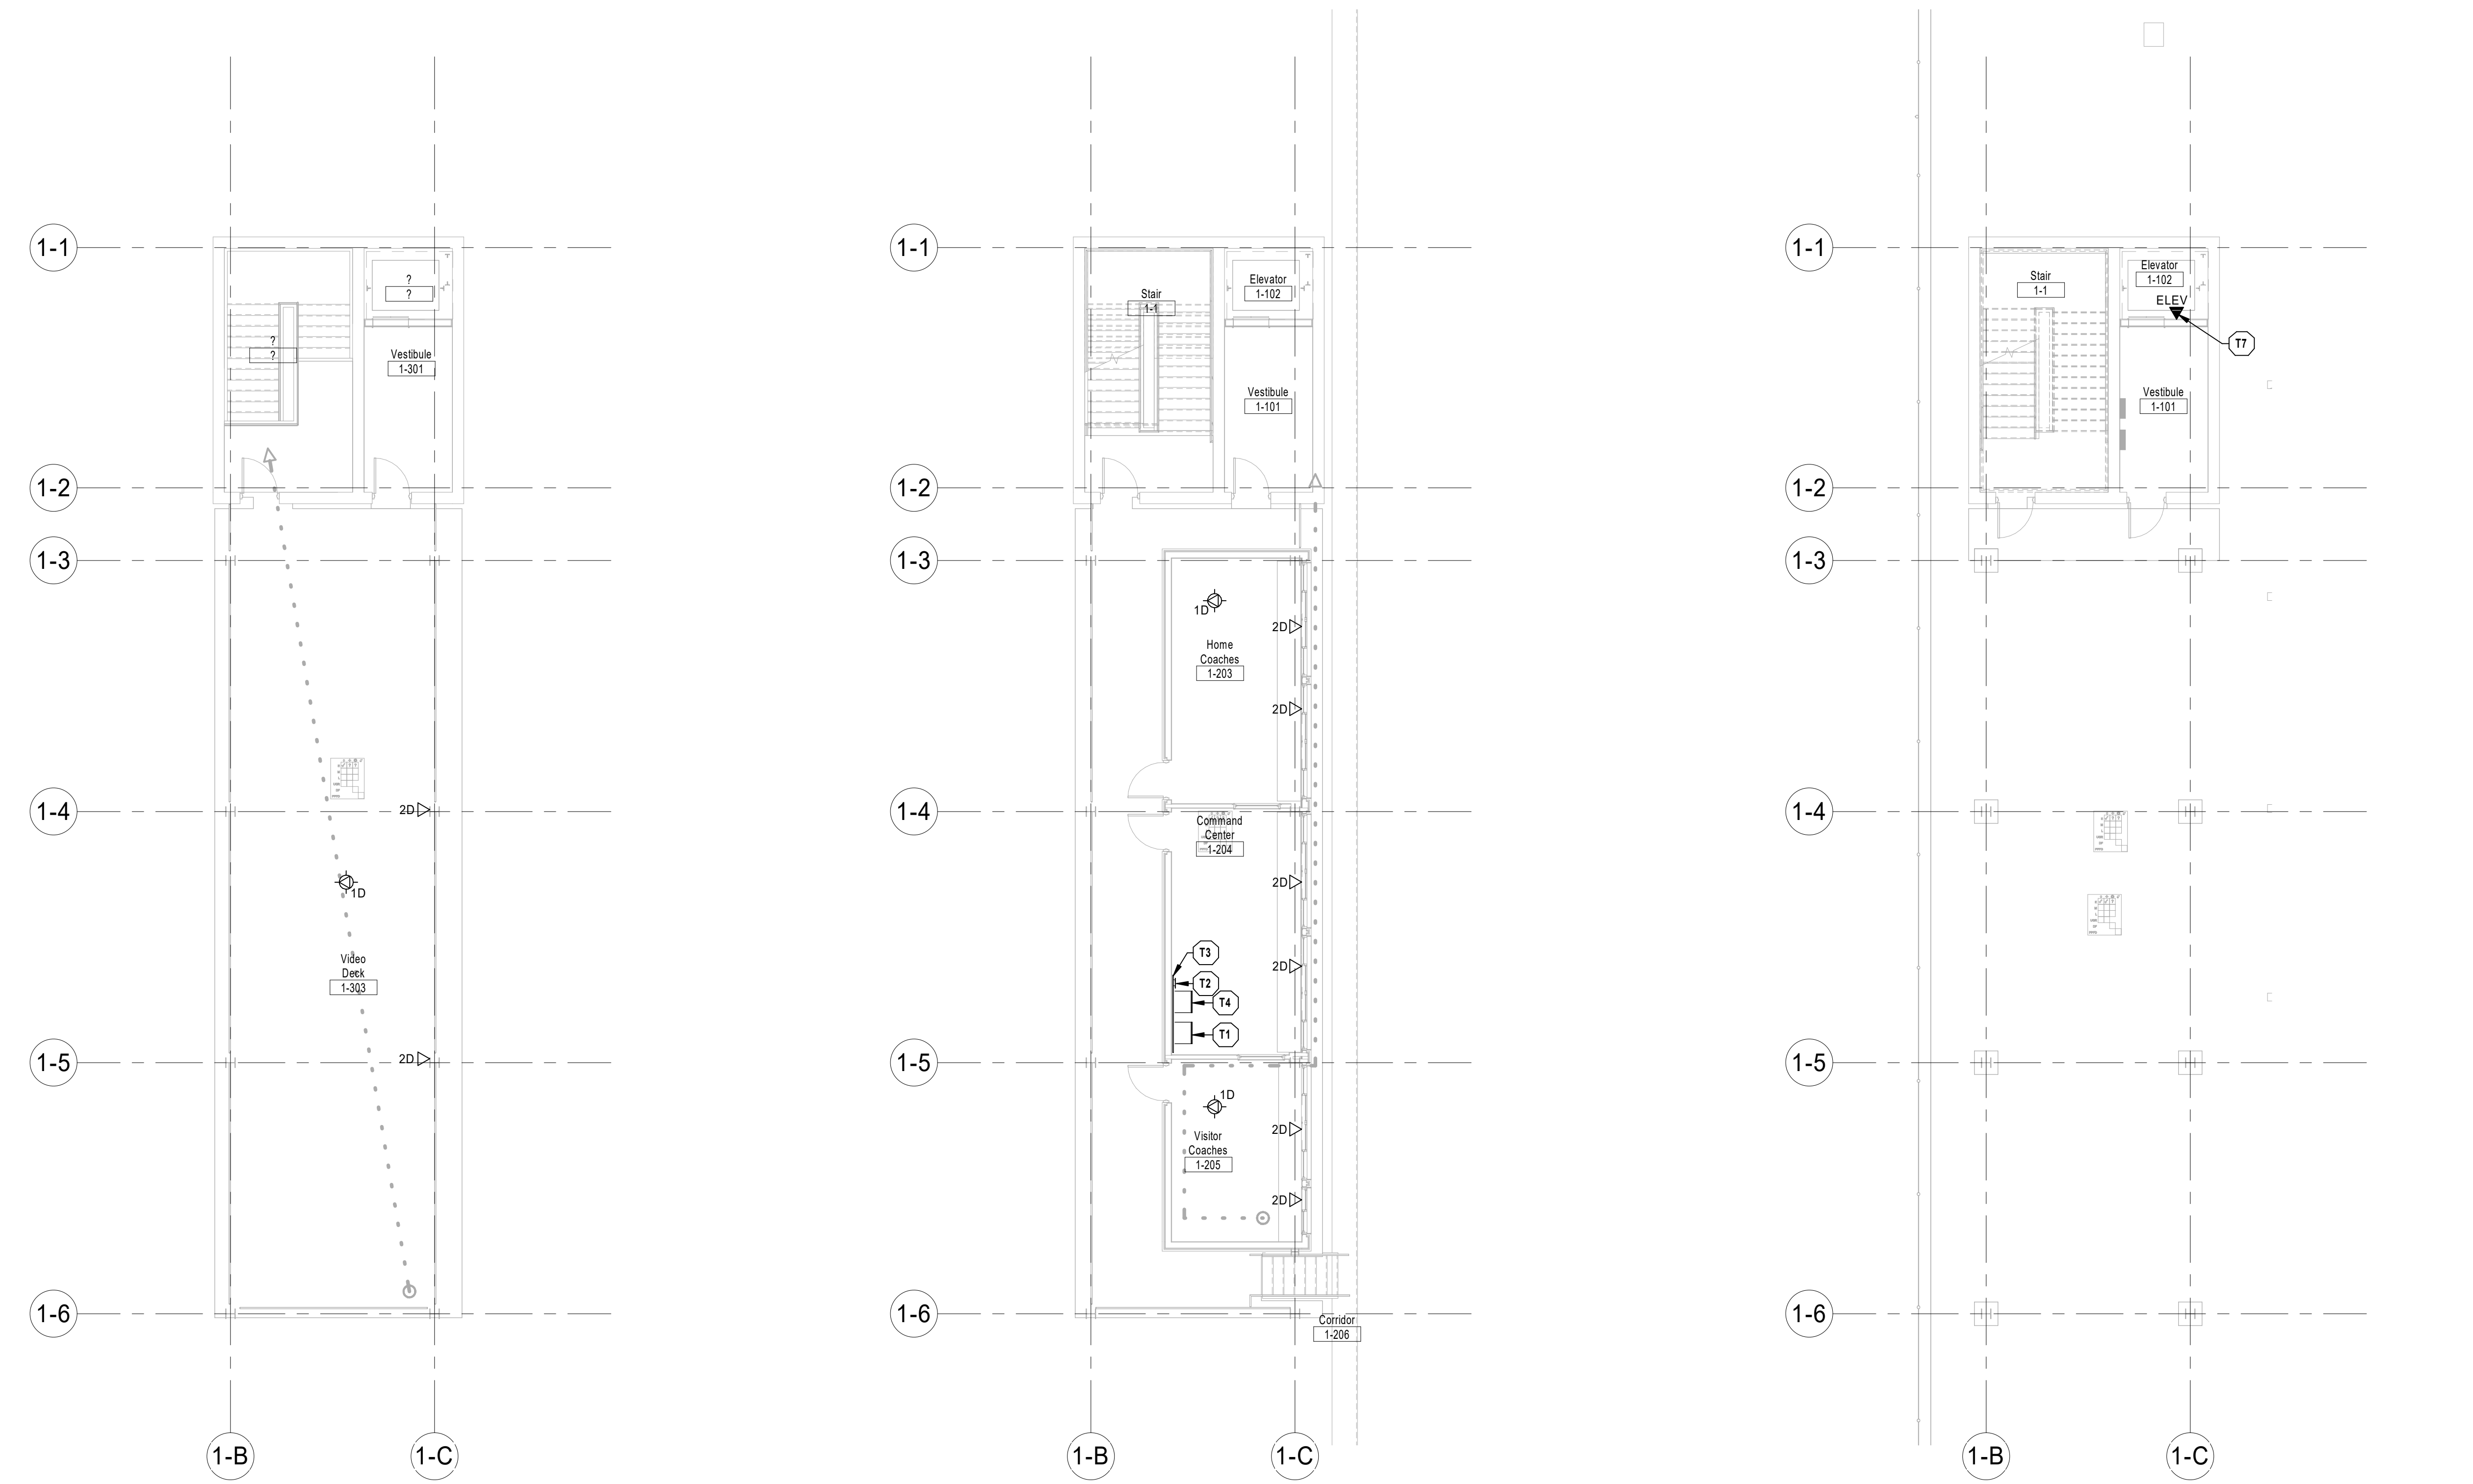 1-1
?
?
?
?
Vestibule
1-301
1-2
1-3
1-4
2D
1D
Video
Deck
1-303
1-5
2D
1-6
1-B
1-C
1-1
Stair
1-1
Elevator
1-102
Vestibule
1-101
1-2
1-3
1D
2D
Home
Coaches
1-203
2D
1-4
Command
Center
1-204
2D
T3
2D
T2
T4
T1
1-5
1D
2D
Visitor
Coaches
1-205
2D
1-6
Corridor
1-206
1-B
1-C
1-1
Stair
1-1
Elevator
1-102
ELEV
T7
Vestibule
1-101
1-2
1-3
1-4
1-5
1-6
1-B
1-C